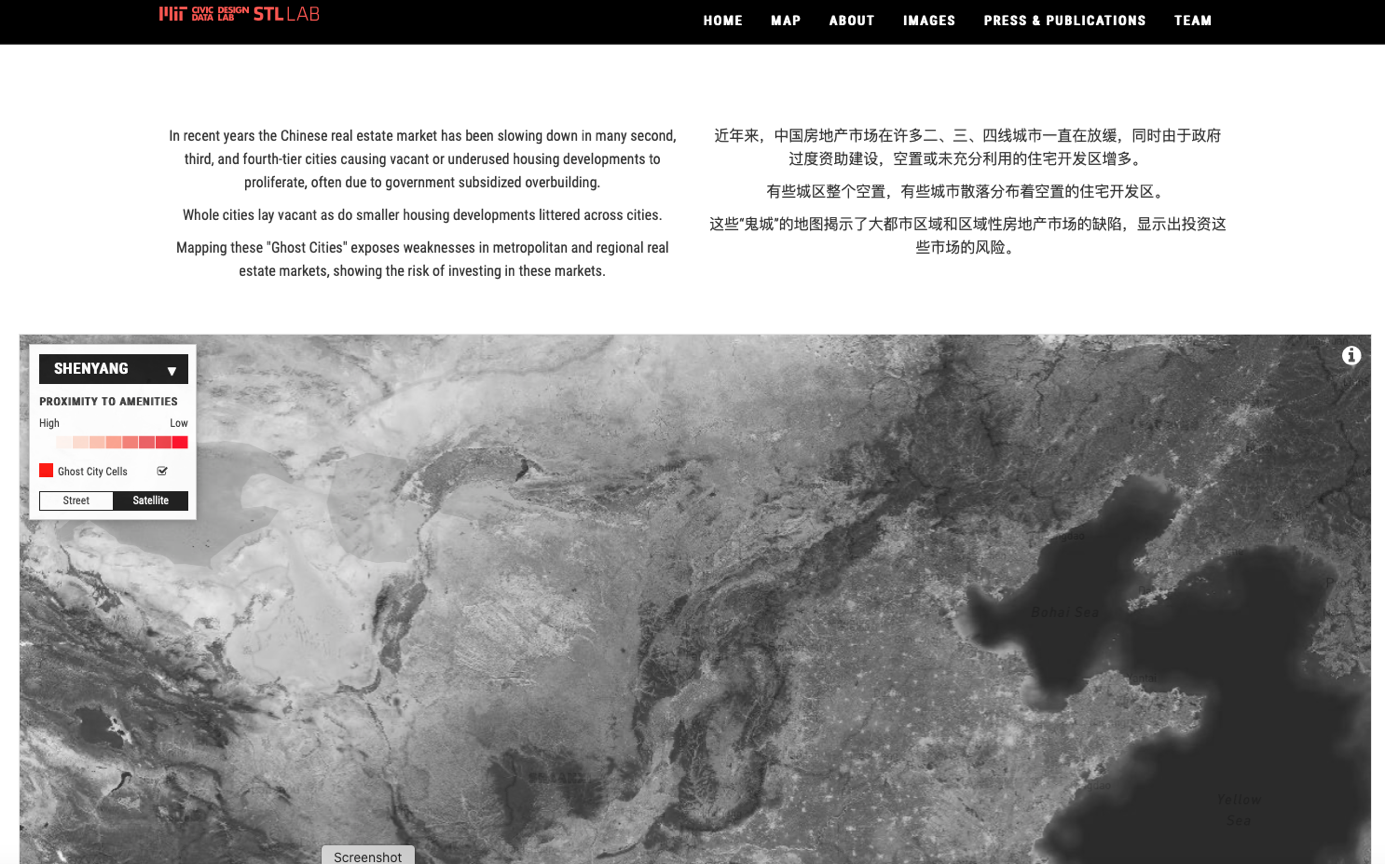 MIT CIVIC DESIGN DATA LAB STL LAB
HOME MAP ABOUT IMAGES PRESS & PUBLICATIONS TEAM
In recent years the Chinese real estate market has been slowing down in many second,
third, and fourth-tier cities causing vacant or underused housing developments to
proliferate, often due to government subsidized overbuilding.
Whole cities lay vacant as do smaller housing developments littered across cities.
Mapping these "Ghost Cities" exposes weaknesses in metropolitan and regional real
estate markets, showing the risk of investing in these markets.
近年来，中国房地产市场在许多二、三、四线城市一直在放缓，同时由于政府
过度资助建设，空置或未充分利用的住宅开发区增多。
有些城区整个空置，有些城市散落分布着空置的住宅开发区。
这些"鬼城"的地图揭示了大都市区域和区域性房地产市场的缺陷，显示出投资这
些市场的风险。
SHENYANG ▼
PROXIMITY TO AMENITIES
High Low
Ghost City Cells
Street Satellite
Bohai Sea
Yellow
Sea
Screenshot